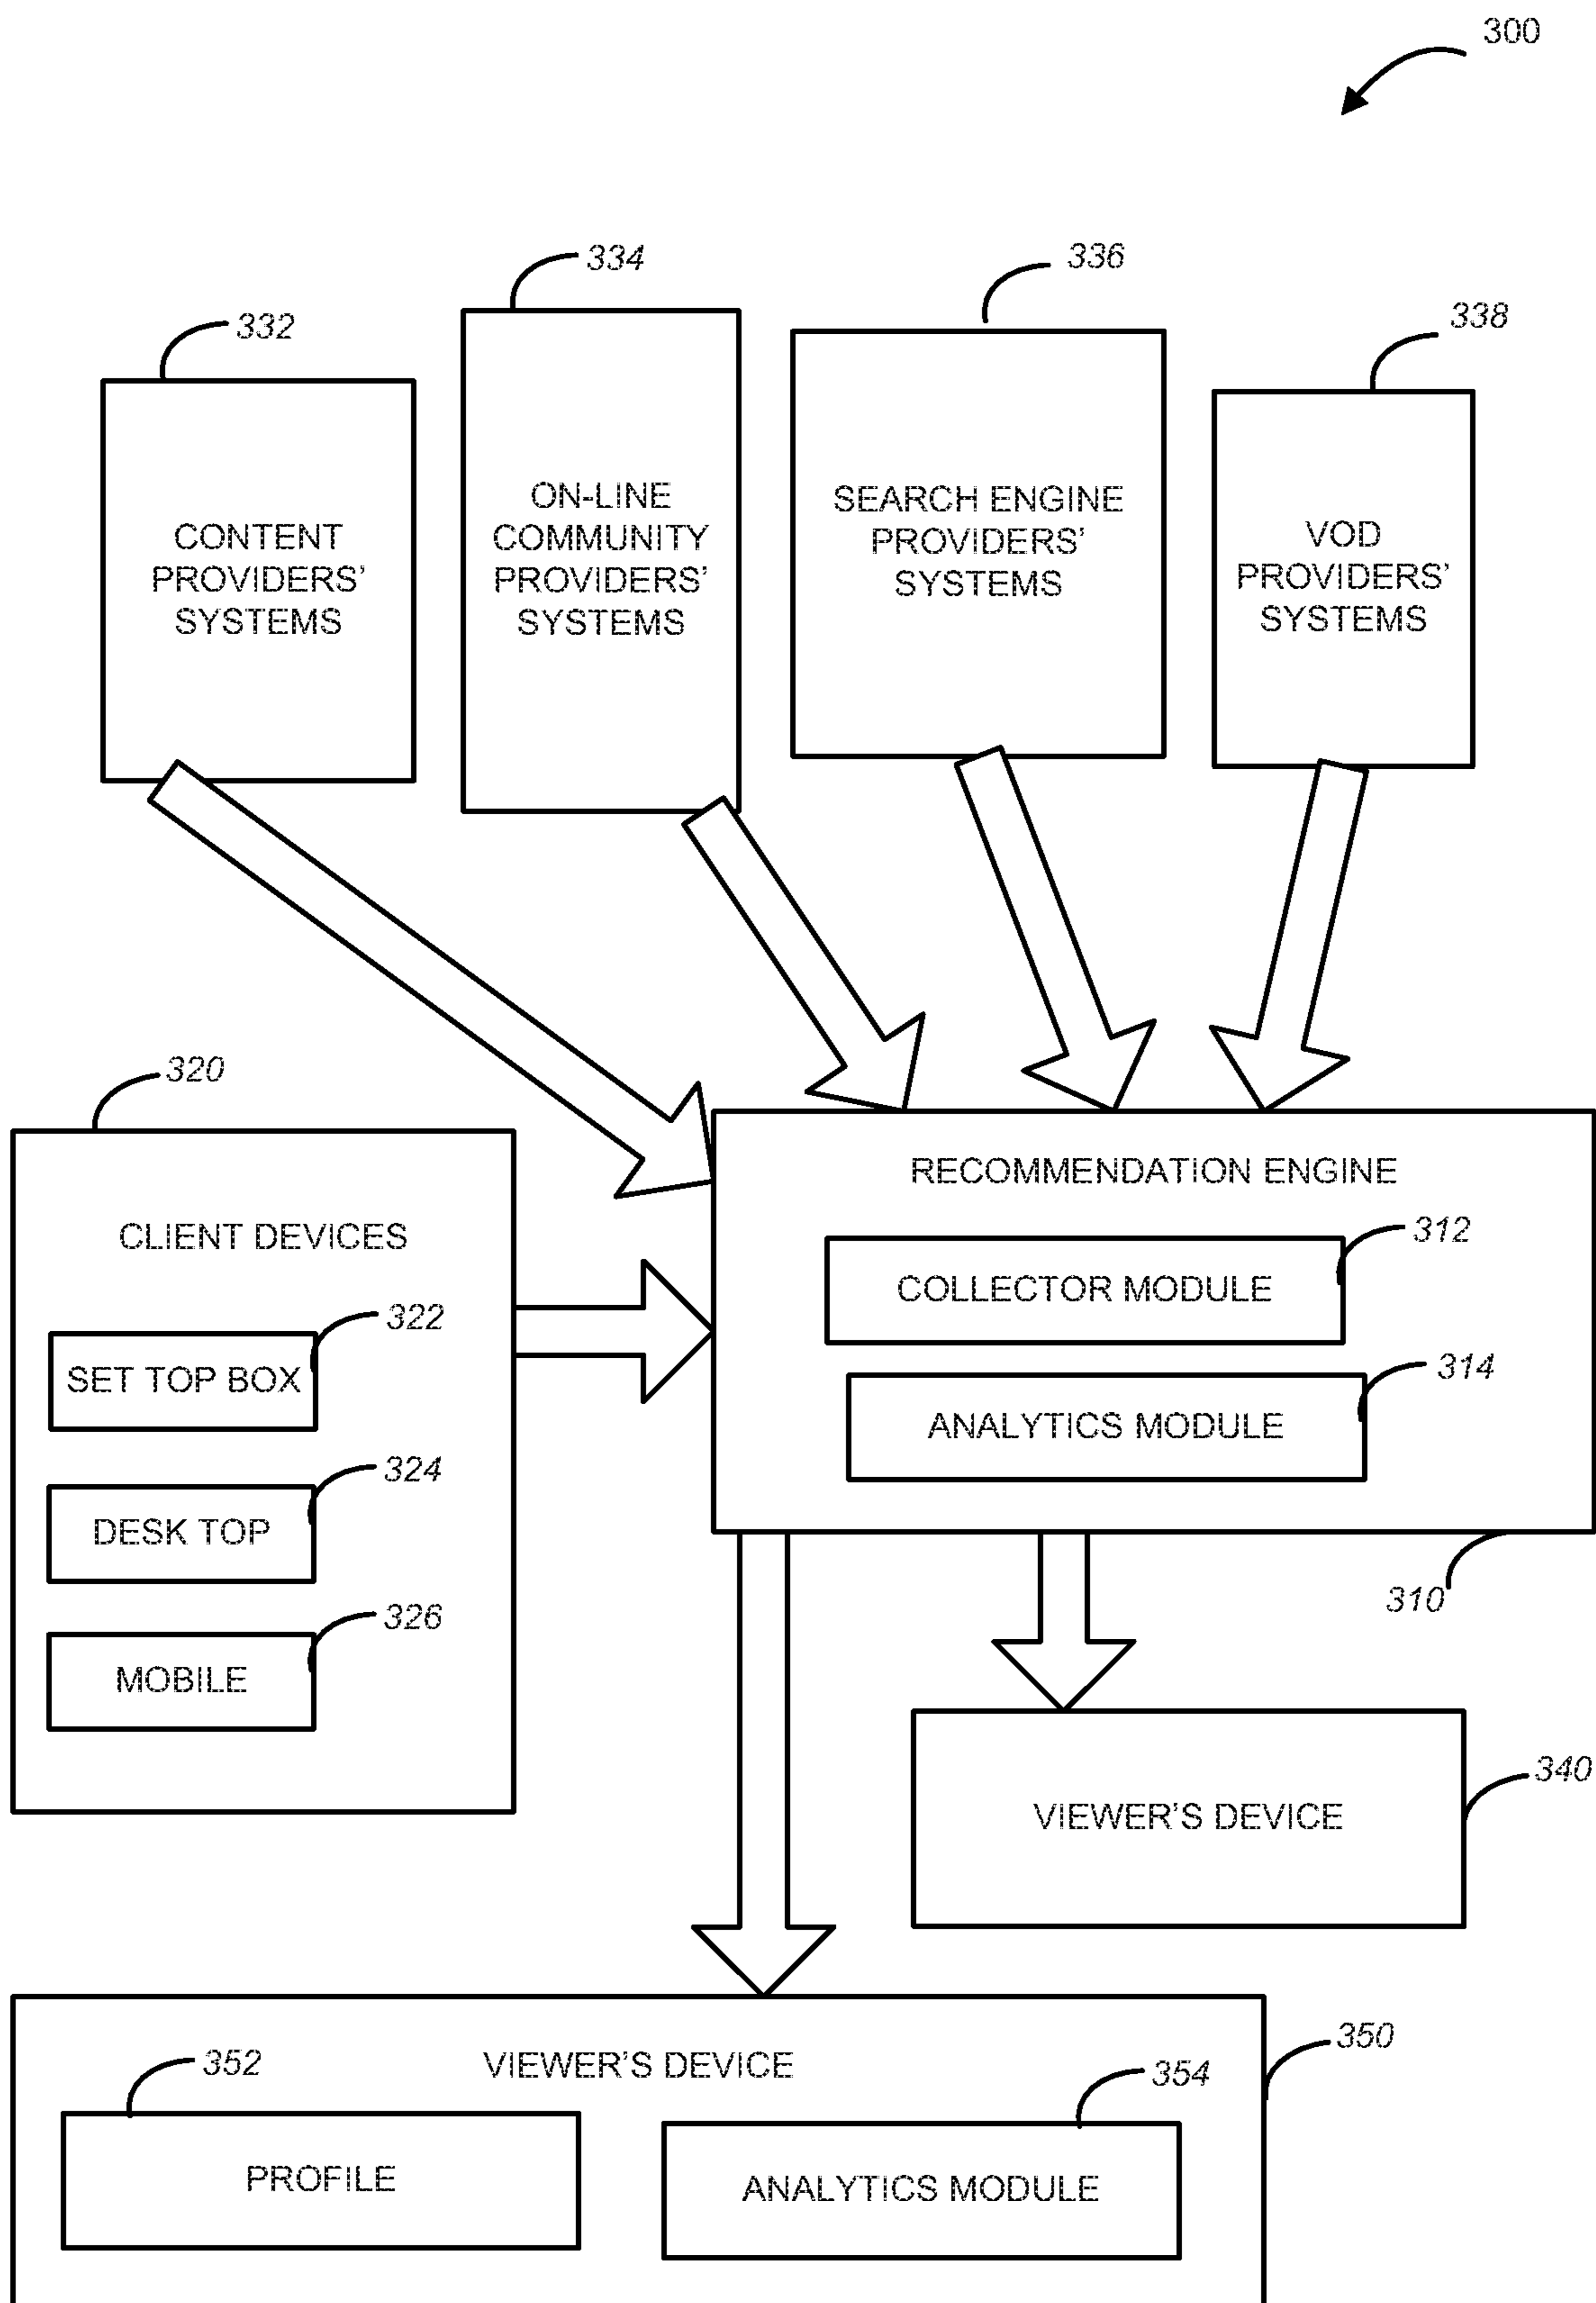 300
334
336
332
338
CONTENT
PROVIDERS'
SYSTEMS
ON-LINE
COMMUNITY
PROVIDERS'
SYSTEMS
SEARCH ENGINE
PROVIDERS'
SYSTEMS
VOD
PROVIDERS'
SYSTEMS
320
CLIENT DEVICES
322
SET TOP BOX
324
DESK TOP
326
MOBILE
RECOMMENDATION ENGINE
312
COLLECTOR MODULE
314
ANALYTICS MODULE
310
340
VIEWER'S DEVICE
350
VIEWER'S DEVICE
352
PROFILE
354
ANALYTICS MODULE